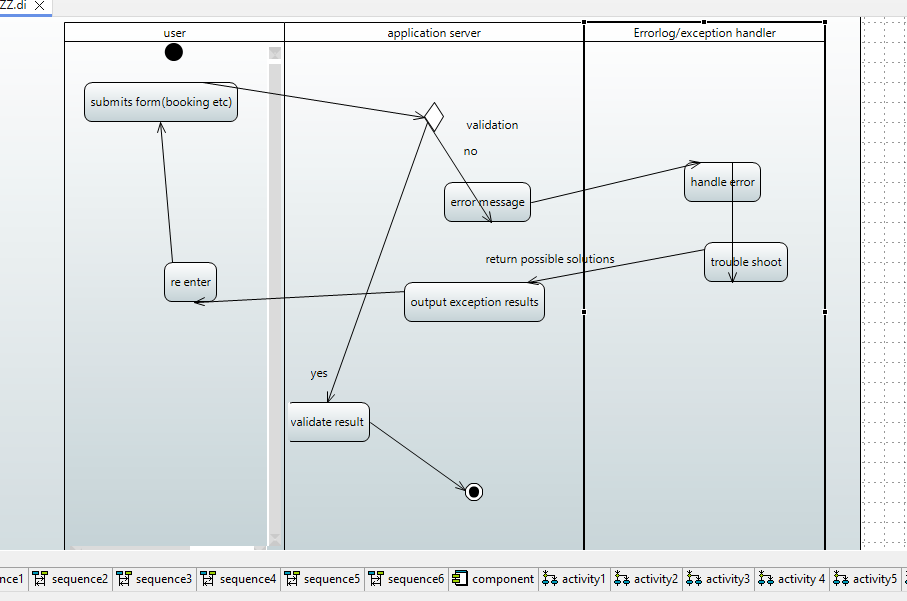 ZZ.di
user
application server
Errorlog/exception handler
submits form(booking etc)
validation
no
handle error
error message
return possible solutions
trouble shoot
re enter
output exception results
yes
validate result
nce1
sequence2
sequence3
sequence4
sequence5
sequence6
component
activity1
activity2
activity3
activity 4
activity5